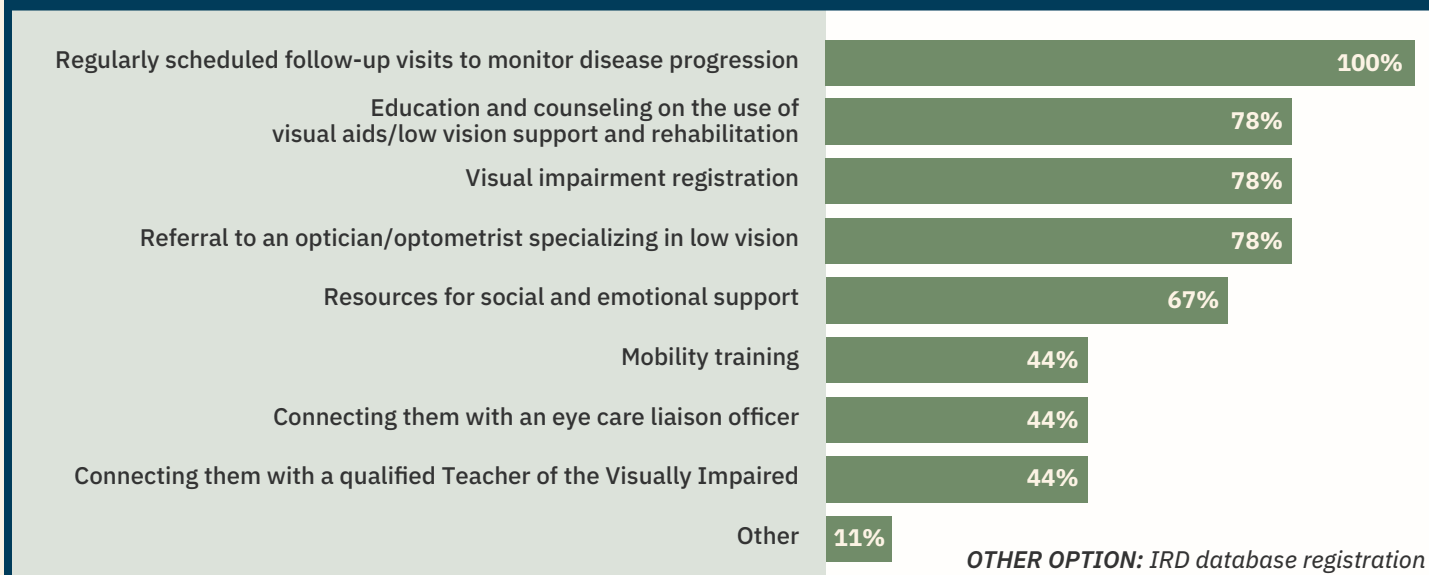 Regularly scheduled follow-up visits to monitor disease progression
100%
Education and counseling on the use of
visual aids/low vision support and rehabilitation
78%
Visual impairment registration
78%
Referral to an optician/optometrist specializing in low vision
78%
Resources for social and emotional support
67%
Mobility training
44%
Connecting them with an eye care liaison officer
44%
Connecting them with a qualified Teacher of the Visually Impaired
44%
Other
11%
OTHER OPTION: IRD database registration